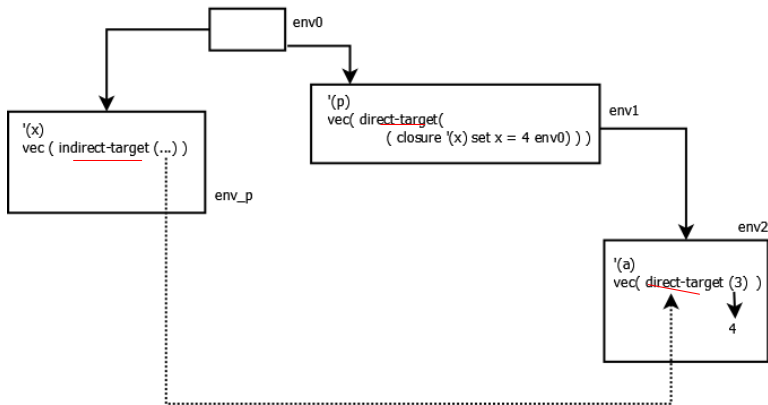 env0
'(p)
vec( direct-target(
( closure '(x) set x = 4 env0) ) )
env1
'(x)
vec ( indirect-target (...) )
env_p
env2
'(a)
vec( direct-target (3) )
4